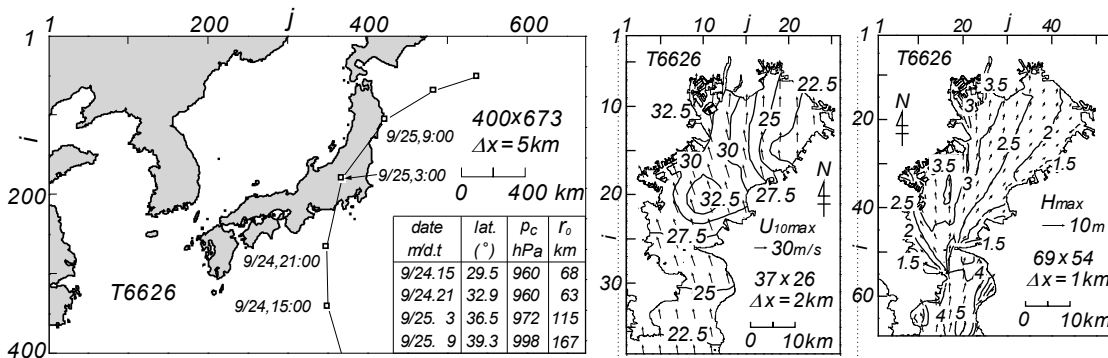 1 200 j 400 600
1
i
200
400
9/25,9:00
9/25,3:00
9/24,21:00
9/24,15:00
400x673
Δx=5km
0 400 km
T6626
date lat. pc r₀
m/d.t (°) hPa km
9/24.15 29.5 960 68
9/24.21 32.9 960 63
9/25. 3 36.5 972 115
9/25. 9 39.3 998 167
1 10 j 20
1
10
20
i
30
T6626
22.5
32.5
25
30
30
N
32.5
27.5
27.5
U10max
30m/s
25
37 x 26
Δx=2km
22.5
0 10km
1 20 j 40
1
20
40
i
60
T6626
3.5
3
N
2.5
2
3.5
3
1.5
2.5
2
1.5
1.5
Hmax
10m
4
4.5
69 x 54
Δx=1km
0 10km